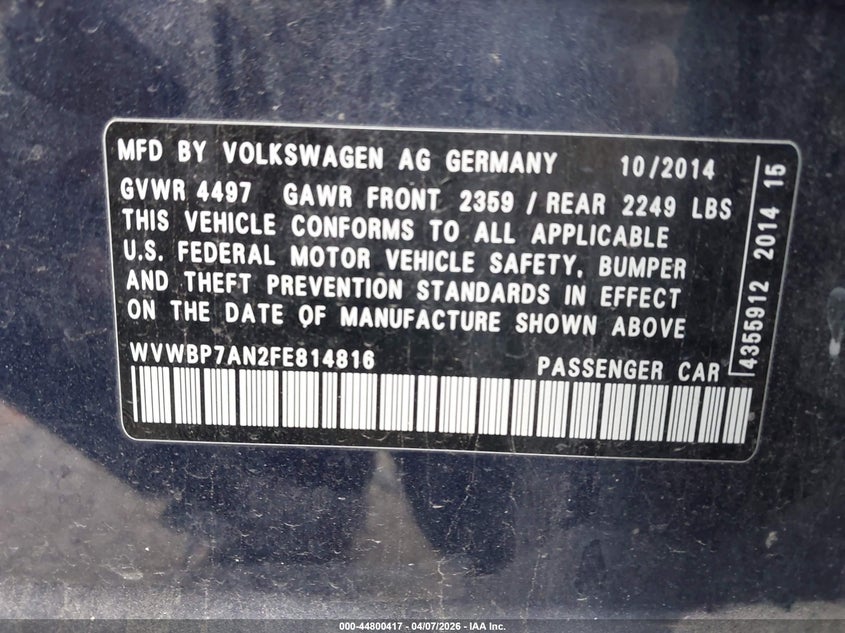 MFD BY VOLKSWAGEN AG GERMANY 10/2014
GVWR 4497 GAWR FRONT 2359 / REAR 2249 LBS
THIS VEHICLE CONFORMS TO ALL APPLICABLE
U.S. FEDERAL MOTOR VEHICLE SAFETY, BUMPER
AND THEFT PREVENTION STANDARDS IN EFFECT
ON THE DATE OF MANUFACTURE SHOWN ABOVE
WVWBP7AN2FE814816 PASSENGER CAR
4355912 2014 15
000-44800417 - 04/07/2026 - IAA Inc.